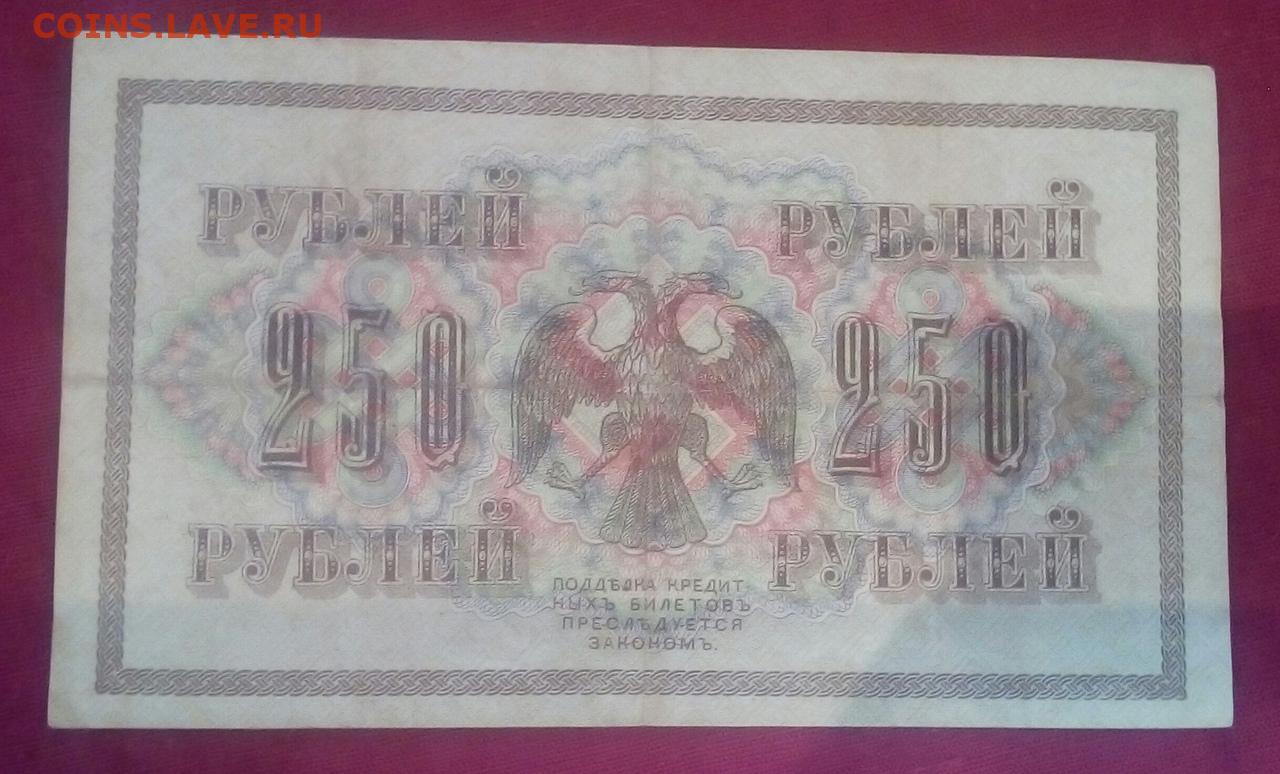 COINS.LAVE.RU
РУБЛЕЙ РУБЛЕЙ
250 250
РУБЛЕЙ РУБЛЕЙ
ПОДДѢЛКА КРЕДИТ-
НЫХЪ БИЛЕТОВЪ
ПРЕСЛѢДУЕТСЯ
ЗАКОНОМЪ.